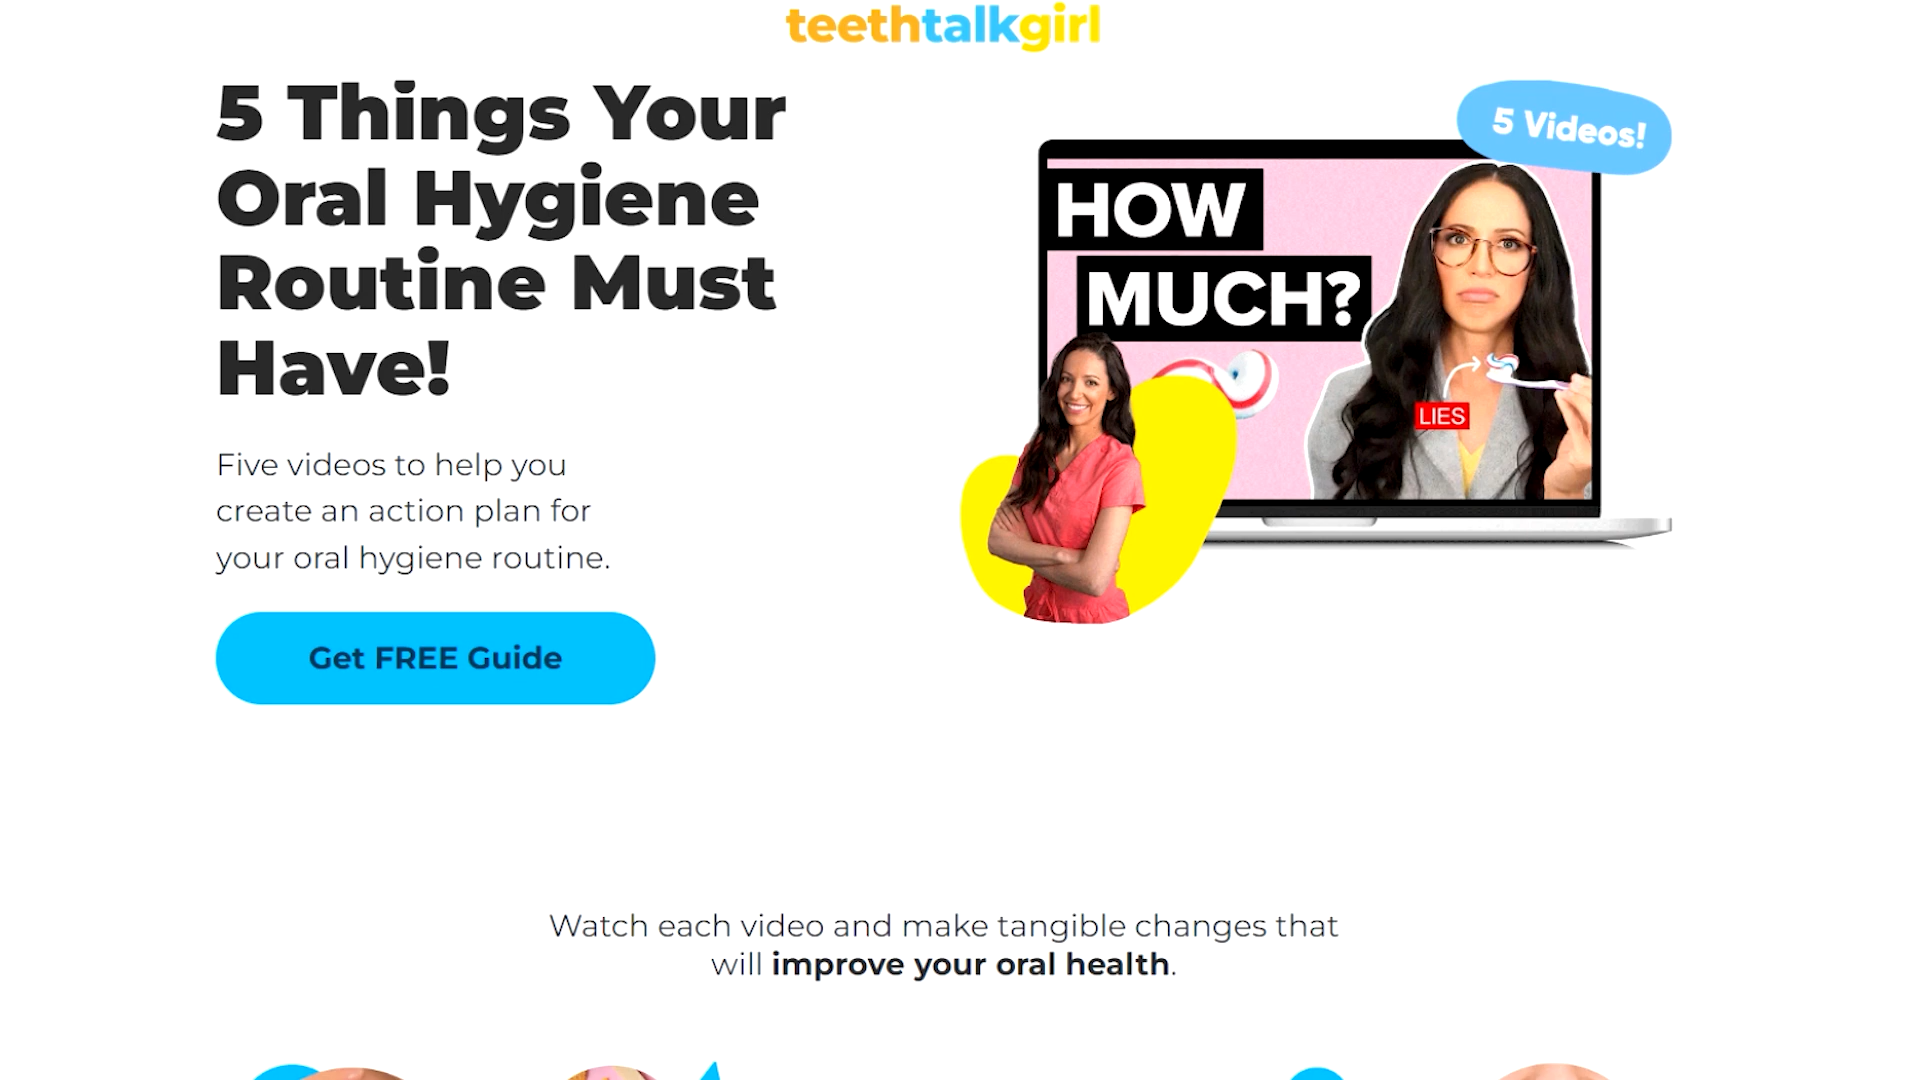 teethtalkgirl
5 Things Your
Oral Hygiene
Routine Must
Have!
Five videos to help you
create an action plan for
your oral hygiene routine.
Get FREE Guide
5 Videos!
HOW
MUCH?
LIES
Watch each video and make tangible changes that
will improve your oral health.